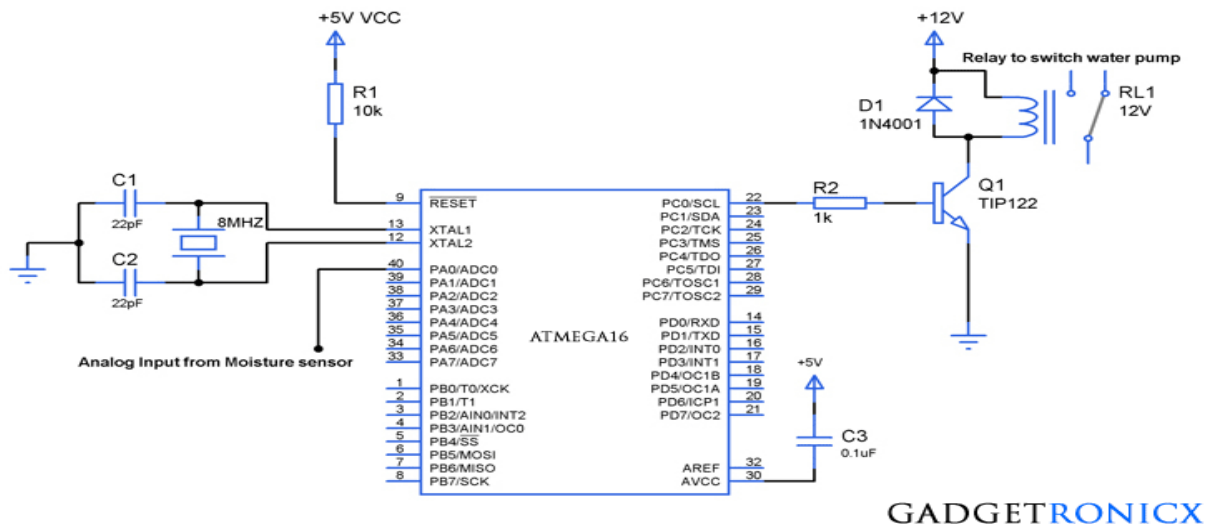 +5V VCC
R1
10k
+12V
Relay to switch water pump
D1
1N4001
RL1
12V
C1
22pF
8MHZ
C2
22pF
R2
1k
Q1
TIP122
9 RESET
13 XTAL1
12 XTAL2
40 PA0/ADC0
39 PA1/ADC1
38 PA2/ADC2
37 PA3/ADC3
36 PA4/ADC4
35 PA5/ADC5
34 PA6/ADC6
33 PA7/ADC7
1 PB0/T0/XCK
2 PB1/T1
3 PB2/AIN0/INT2
4 PB3/AIN1/OC0
5 PB4/SS
6 PB5/MOSI
7 PB6/MISO
8 PB7/SCK
ATMEGA16
PC0/SCL 22
PC1/SDA 23
PC2/TCK 24
PC3/TMS 25
PC4/TDO 26
PC5/TDI 27
PC6/TOSC1 28
PC7/TOSC2 29
PD0/RXD 14
PD1/TXD 15
PD2/INT0 16
PD3/INT1 17
PD4/OC1B 18
PD5/OC1A 19
PD6/ICP1 20
PD7/OC2 21
AREF 32
AVCC 30
Analog Input from Moisture sensor
+5V
C3
0.1uF
GADGETRONICX